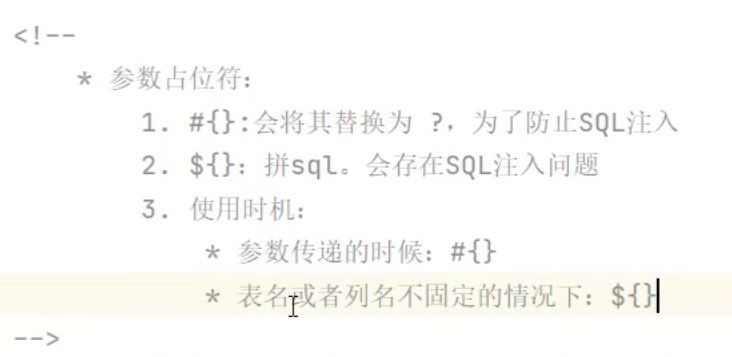 <!--
* 参数占位符：
1. #{}:会将其替换为 ?，为了防止SQL注入
2. ${}：拼sql。会存在SQL注入问题
3. 使用时机：
* 参数传递的时候：#{}
* 表名或者列名不固定的情况下：${}
-->